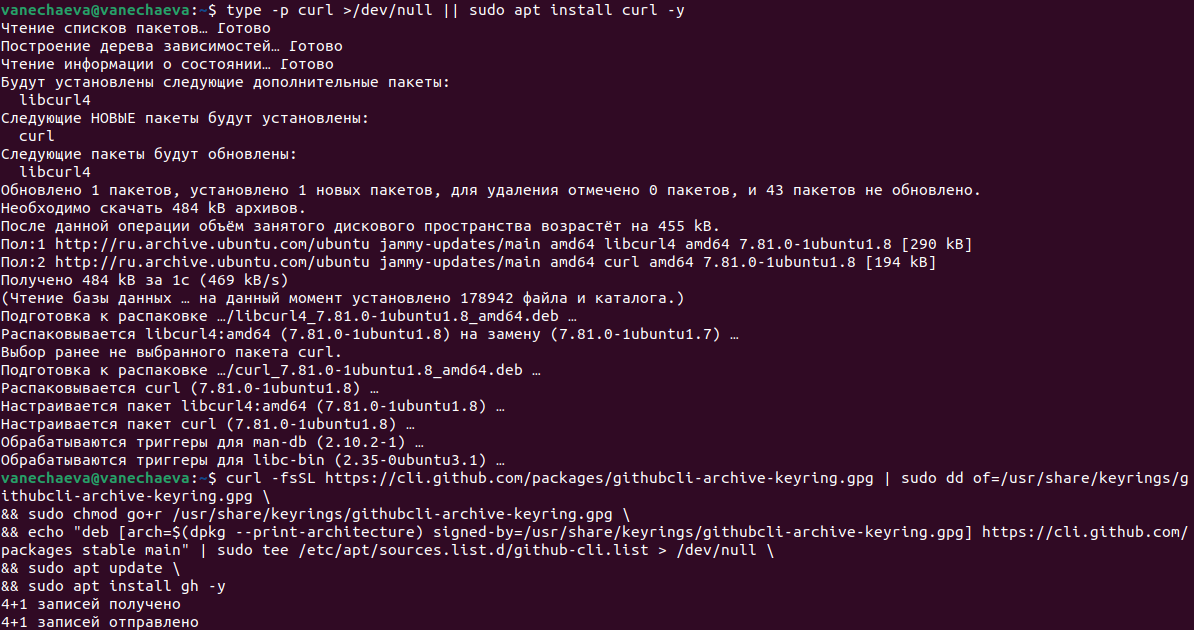 vanechaeva@vanechaeva:~$ type -p curl >/dev/null || sudo apt install curl -y
Чтение списков пакетов… Готово
Построение дерева зависимостей… Готово
Чтение информации о состоянии… Готово
Будут установлены следующие дополнительные пакеты:
  libcurl4
Следующие НОВЫЕ пакеты будут установлены:
  curl
Следующие пакеты будут обновлены:
  libcurl4
Обновлено 1 пакетов, установлено 1 новых пакетов, для удаления отмечено 0 пакетов, и 43 пакетов не обновлено.
Необходимо скачать 484 kB архивов.
После данной операции объём занятого дискового пространства возрастёт на 455 kB.
Пол:1 http://ru.archive.ubuntu.com/ubuntu jammy-updates/main amd64 libcurl4 amd64 7.81.0-1ubuntu1.8 [290 kB]
Пол:2 http://ru.archive.ubuntu.com/ubuntu jammy-updates/main amd64 curl amd64 7.81.0-1ubuntu1.8 [194 kB]
Получено 484 kB за 1с (469 kB/s)
(Чтение базы данных … на данный момент установлено 178942 файла и каталога.)
Подготовка к распаковке …/libcurl4_7.81.0-1ubuntu1.8_amd64.deb …
Распаковывается libcurl4:amd64 (7.81.0-1ubuntu1.8) на замену (7.81.0-1ubuntu1.7) …
Выбор ранее не выбранного пакета curl.
Подготовка к распаковке …/curl_7.81.0-1ubuntu1.8_amd64.deb …
Распаковывается curl (7.81.0-1ubuntu1.8) …
Настраивается пакет libcurl4:amd64 (7.81.0-1ubuntu1.8) …
Настраивается пакет curl (7.81.0-1ubuntu1.8) …
Обрабатываются триггеры для man-db (2.10.2-1) …
Обрабатываются триггеры для libc-bin (2.35-0ubuntu3.1) …
vanechaeva@vanechaeva:~$ curl -fsSL https://cli.github.com/packages/githubcli-archive-keyring.gpg | sudo dd of=/usr/share/keyrings/g
ithubcli-archive-keyring.gpg \
&& sudo chmod go+r /usr/share/keyrings/githubcli-archive-keyring.gpg \
&& echo "deb [arch=$(dpkg --print-architecture) signed-by=/usr/share/keyrings/githubcli-archive-keyring.gpg] https://cli.github.com/
packages stable main" | sudo tee /etc/apt/sources.list.d/github-cli.list > /dev/null \
&& sudo apt update \
&& sudo apt install gh -y
4+1 записей получено
4+1 записей отправлено